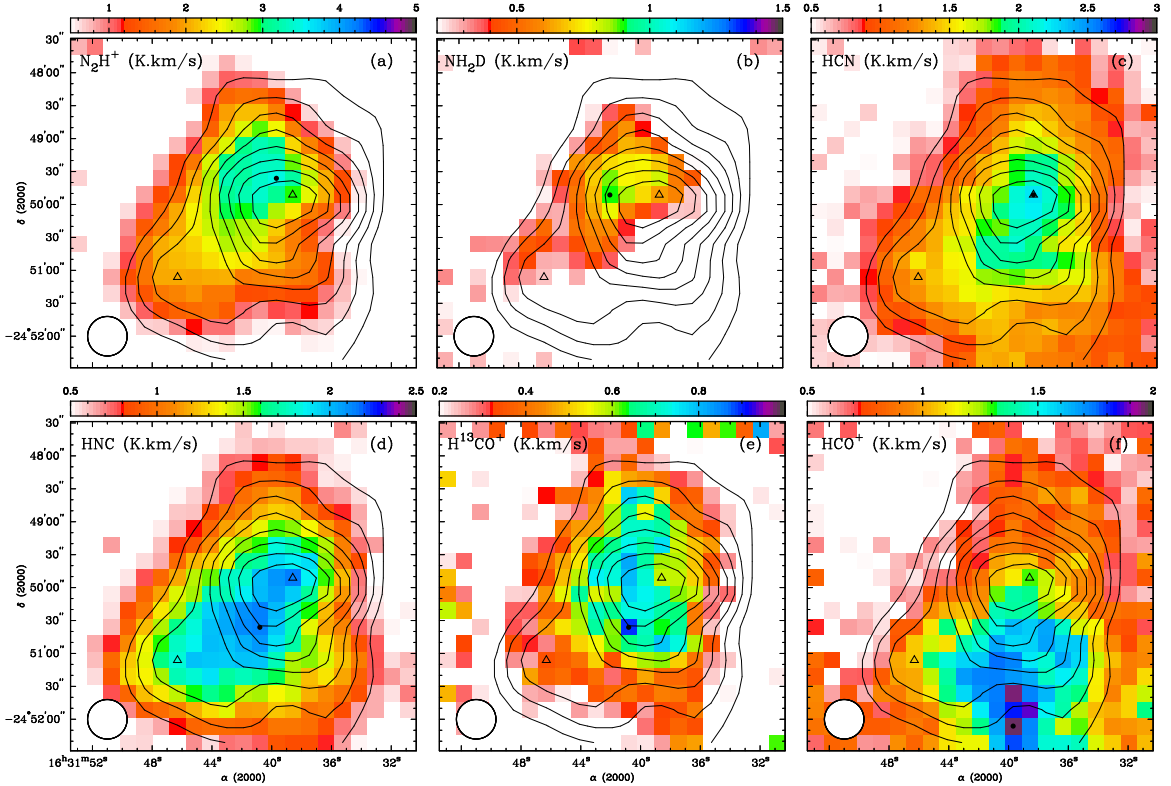 1 2 3 4 5
0.5 1 1.5
0.5 1 1.5 2 2.5 3
N₂H⁺ (K.km/s) (a)
NH₂D (K.km/s) (b)
HCN (K.km/s) (c)
30″
48′00″
30″
49′00″
30″
50′00″
30″
51′00″
30″
−24°52′00″
δ (2000)
0.5 1 1.5 2 2.5
0.2 0.4 0.6 0.8
0.5 1 1.5 2
HNC (K.km/s) (d)
H¹³CO⁺ (K.km/s) (e)
HCO⁺ (K.km/s) (f)
30″
48′00″
30″
49′00″
30″
50′00″
30″
51′00″
30″
−24°52′00″
δ (2000)
16ʰ31ᵐ52ˢ 48ˢ 44ˢ 40ˢ 36ˢ 32ˢ
48ˢ 44ˢ 40ˢ 36ˢ 32ˢ
48ˢ 44ˢ 40ˢ 36ˢ 32ˢ
α (2000)
α (2000)
α (2000)